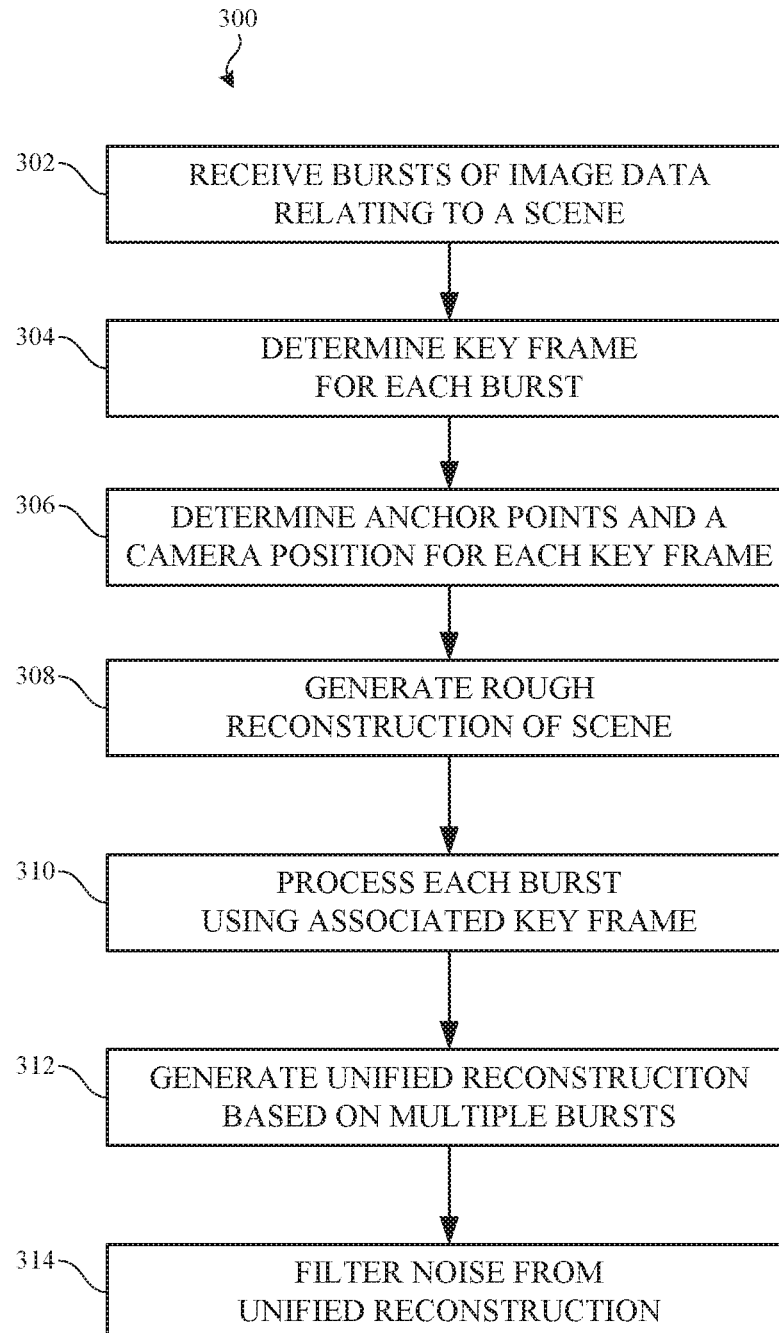 300
302
RECEIVE BURSTS OF IMAGE DATA
RELATING TO A SCENE
304
DETERMINE KEY FRAME
FOR EACH BURST
306
DETERMINE ANCHOR POINTS AND A
CAMERA POSITION FOR EACH KEY FRAME
308
GENERATE ROUGH
RECONSTRUCTION OF SCENE
310
PROCESS EACH BURST
USING ASSOCIATED KEY FRAME
312
GENERATE UNIFIED RECONSTRUCITON
BASED ON MULTIPLE BURSTS
314
FILTER NOISE FROM
UNIFIED RECONSTRUCTION